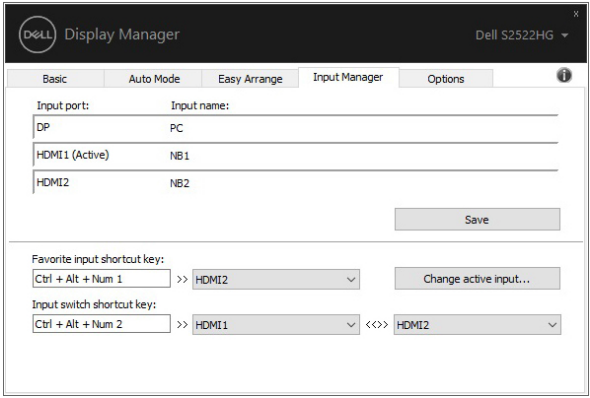 DELL Display Manager
x
Dell S2522HG
Basic Auto Mode Easy Arrange Input Manager Options i
Input port: Input name:
DP PC
HDMI1 (Active) NB1
HDMI2 NB2
Save
Favorite input shortcut key:
Ctrl + Alt + Num 1 >> HDMI2 Change active input...
Input switch shortcut key:
Ctrl + Alt + Num 2 >> HDMI1 <<>> HDMI2